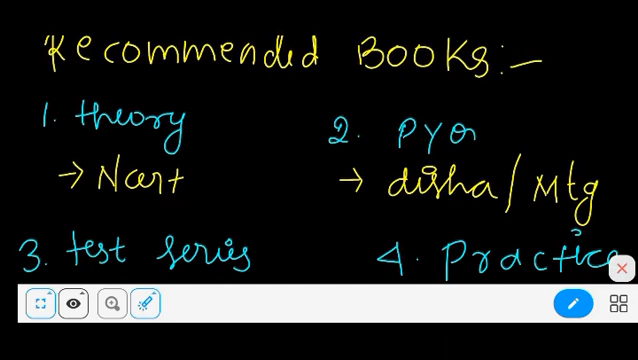 Recommended Books:-
1. theory
2. PYQ
→ Ncert
→ disha/Mtg
3. test series
4. Practice